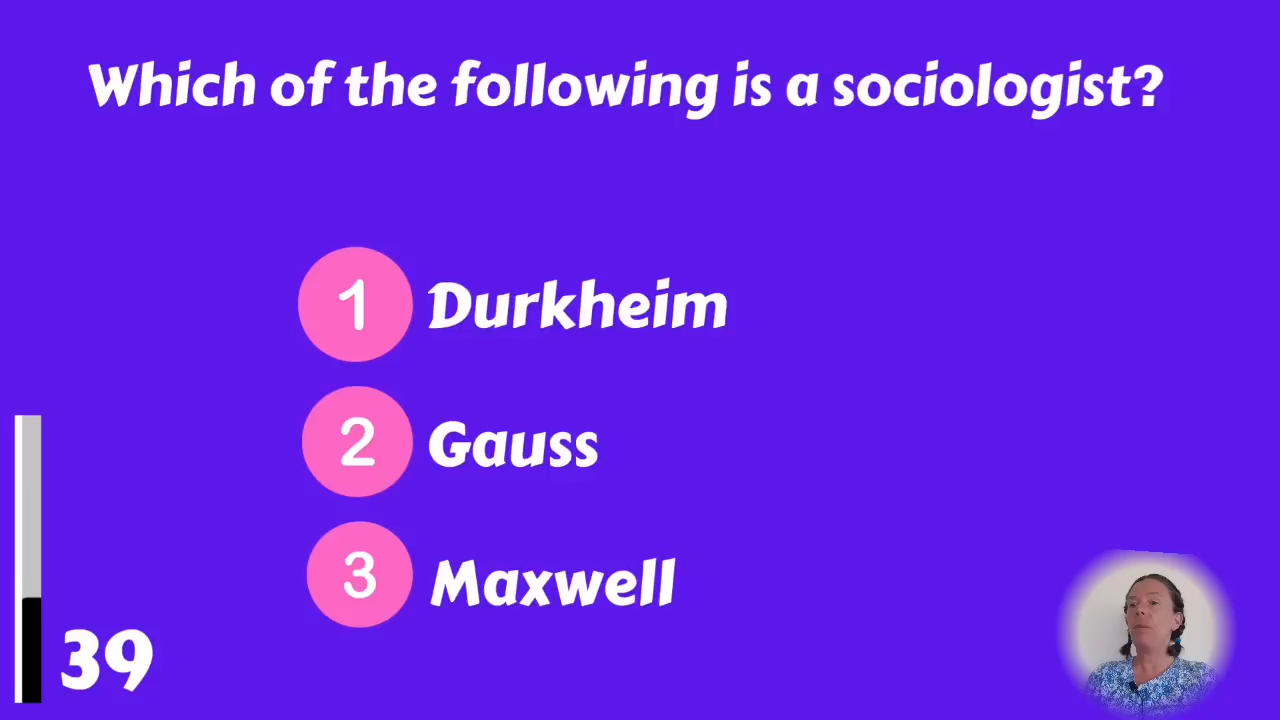 Which of the following is a sociologist?
1 Durkheim
2 Gauss
3 Maxwell
39